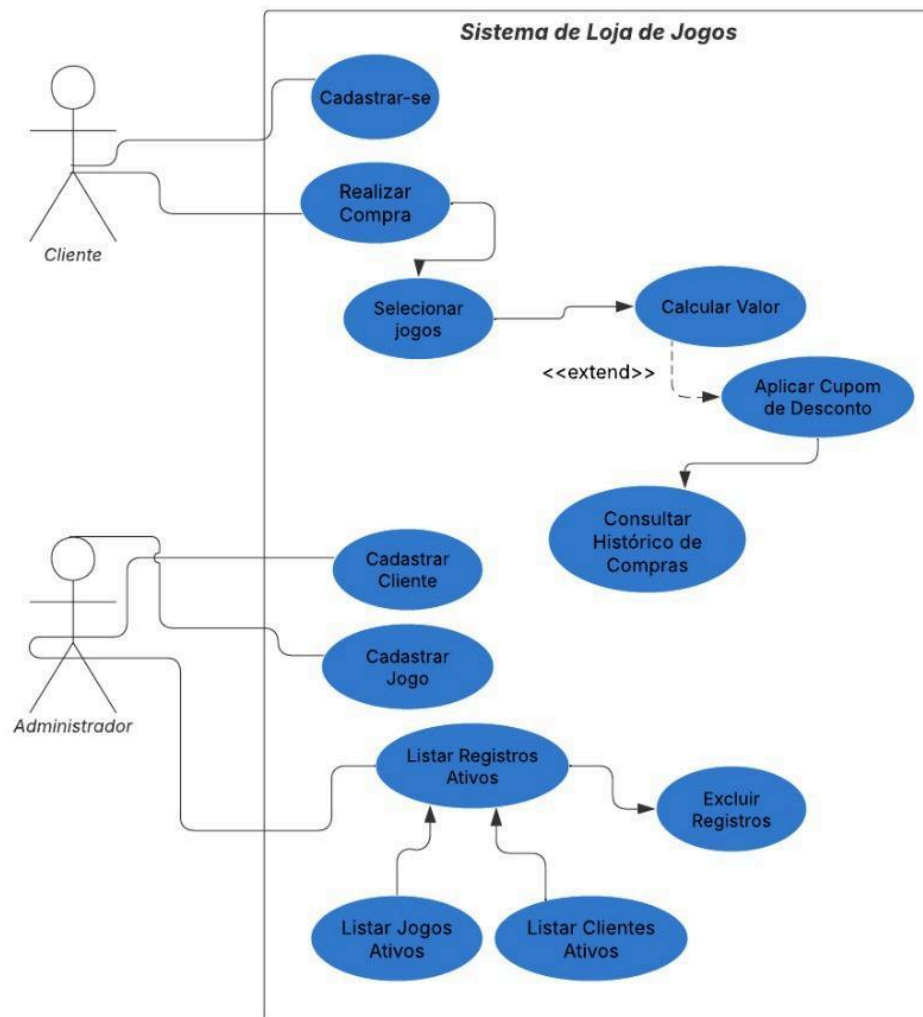 Sistema de Loja de Jogos
Cadastrar-se
Realizar
Compra
Cliente
Selecionar
jogos
Calcular Valor
<<extend>>
Aplicar Cupom
de Desconto
Consultar
Histórico de
Compras
Cadastrar
Cliente
Cadastrar
Jogo
Administrador
Listar Registros
Ativos
Excluir
Registros
Listar Jogos
Ativos
Listar Clientes
Ativos